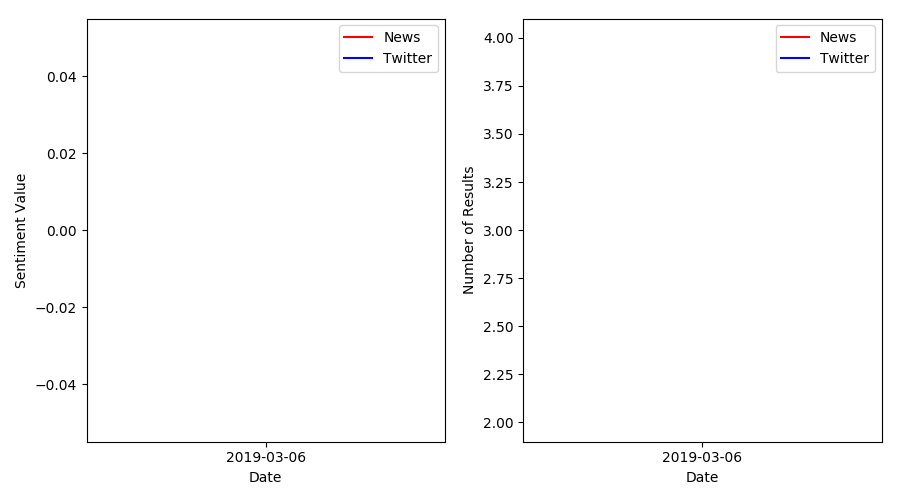 News
Twitter
0.04
0.02
0.00
−0.02
−0.04
Sentiment Value
2019-03-06
Date
News
Twitter
4.00
3.75
3.50
3.25
3.00
2.75
2.50
2.25
2.00
Number of Results
2019-03-06
Date